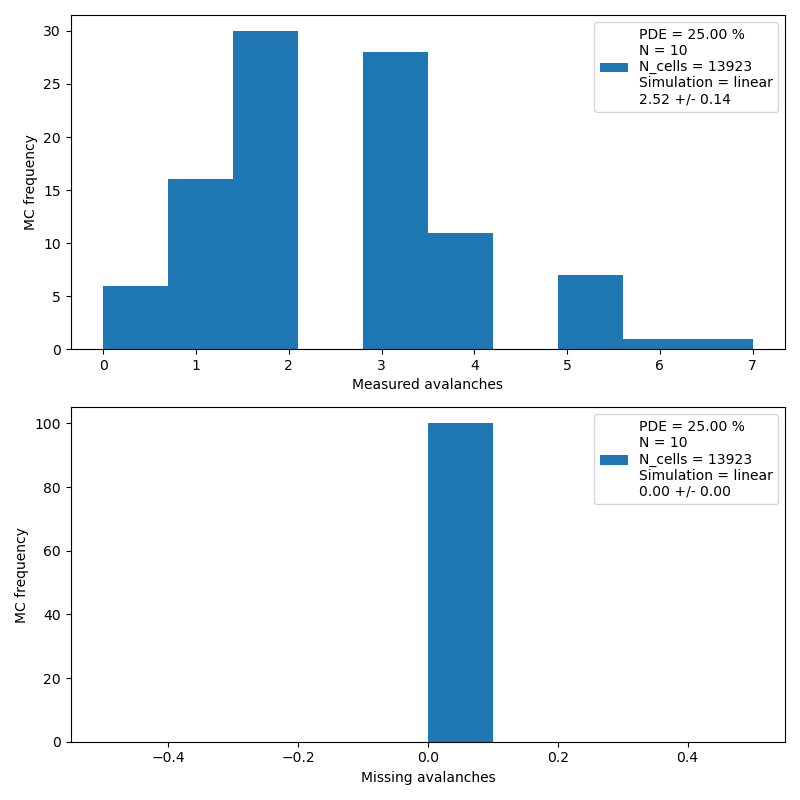 30
25
20
15
10
5
0
MC frequency
0 1 2 3 4 5 6 7
Measured avalanches
PDE = 25.00 %
N = 10
N_cells = 13923
Simulation = linear
2.52 +/- 0.14
100
80
60
40
20
0
MC frequency
−0.4 −0.2 0.0 0.2 0.4
Missing avalanches
PDE = 25.00 %
N = 10
N_cells = 13923
Simulation = linear
0.00 +/- 0.00